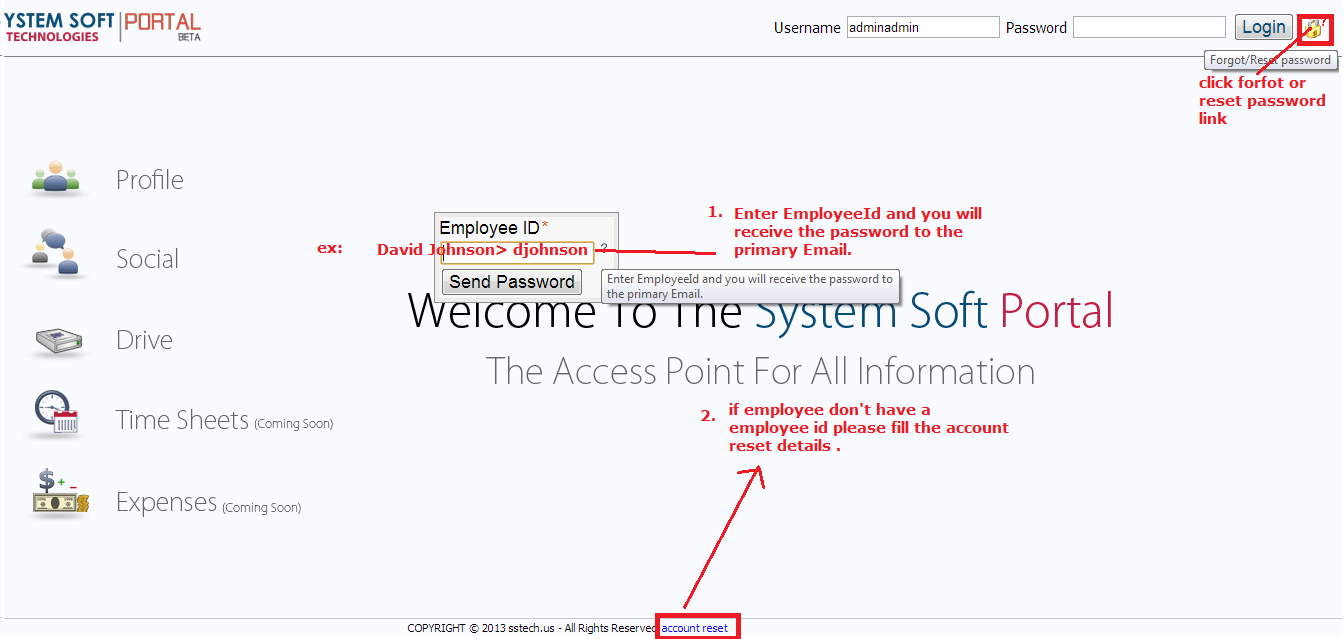 YSTEM SOFT PORTAL
TECHNOLOGIES BETA
Username adminadmin Password Login
Forgot/Reset password
click forfot or
reset password
link
Profile
Social
Drive
Time Sheets (Coming Soon)
Expenses (Coming Soon)
Employee ID*
ex: David Johnson> djohnson ?
Send Password
1. Enter EmployeeId and you will
receive the password to the
primary Email.
Enter EmployeeId and you will receive the password to
the primary Email.
Welcome To The System Soft Portal
The Access Point For All Information
2. if employee don't have a
employee id please fill the account
reset details .
COPYRIGHT © 2013 sstech.us - All Rights Reserved account reset